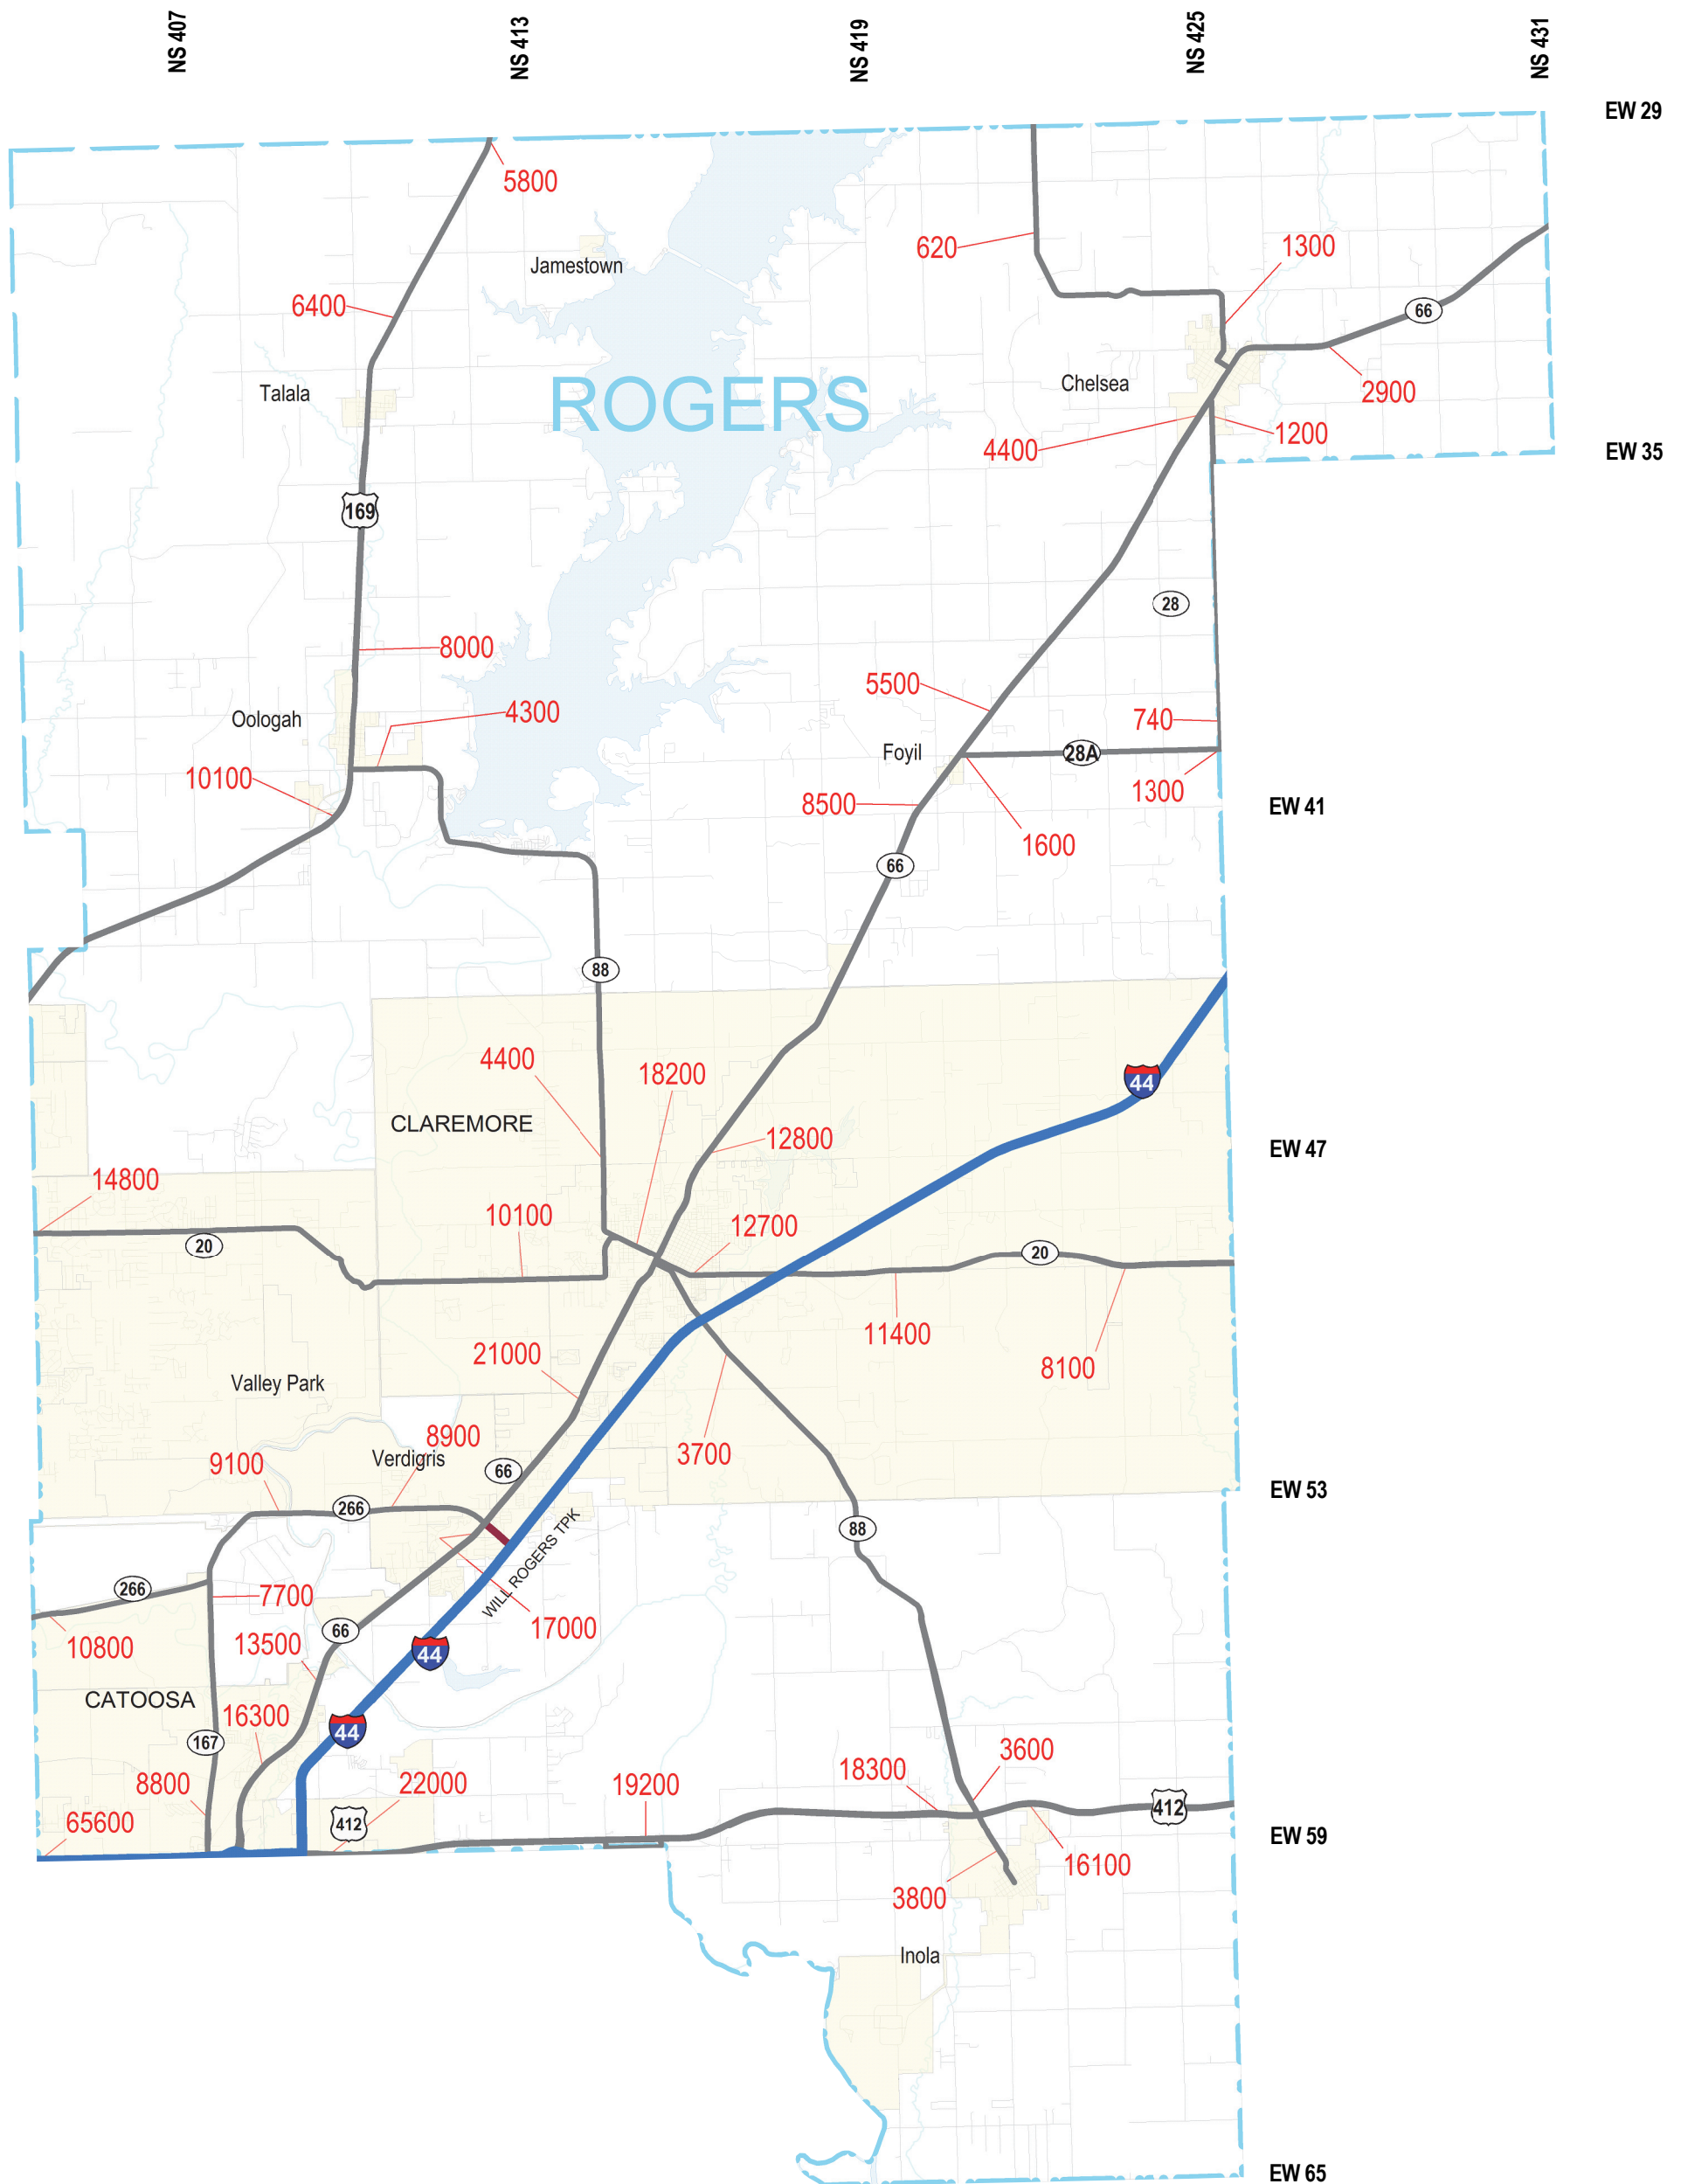 NS 407
NS 413
NS 419
NS 425
NS 431
EW 29
5800
620
1300
Jamestown
6400
66
Talala
ROGERS
Chelsea
2900
4400
1200
EW 35
169
28
8000
5500
4300
740
Oologah
Foyil
28A
10100
8500
1300
EW 41
1600
66
88
4400
18200
44
CLAREMORE
12800
EW 47
14800
10100
12700
20
20
11400
21000
8100
Valley Park
8900
3700
Verdigris
9100
66
EW 53
266
88
WILL ROGERS TPK
266
7700
17000
66
10800
13500
44
CATOOSA
16300
44
167
3600
8800
22000
19200
18300
412
65600
412
EW 59
16100
3800
Inola
EW 65